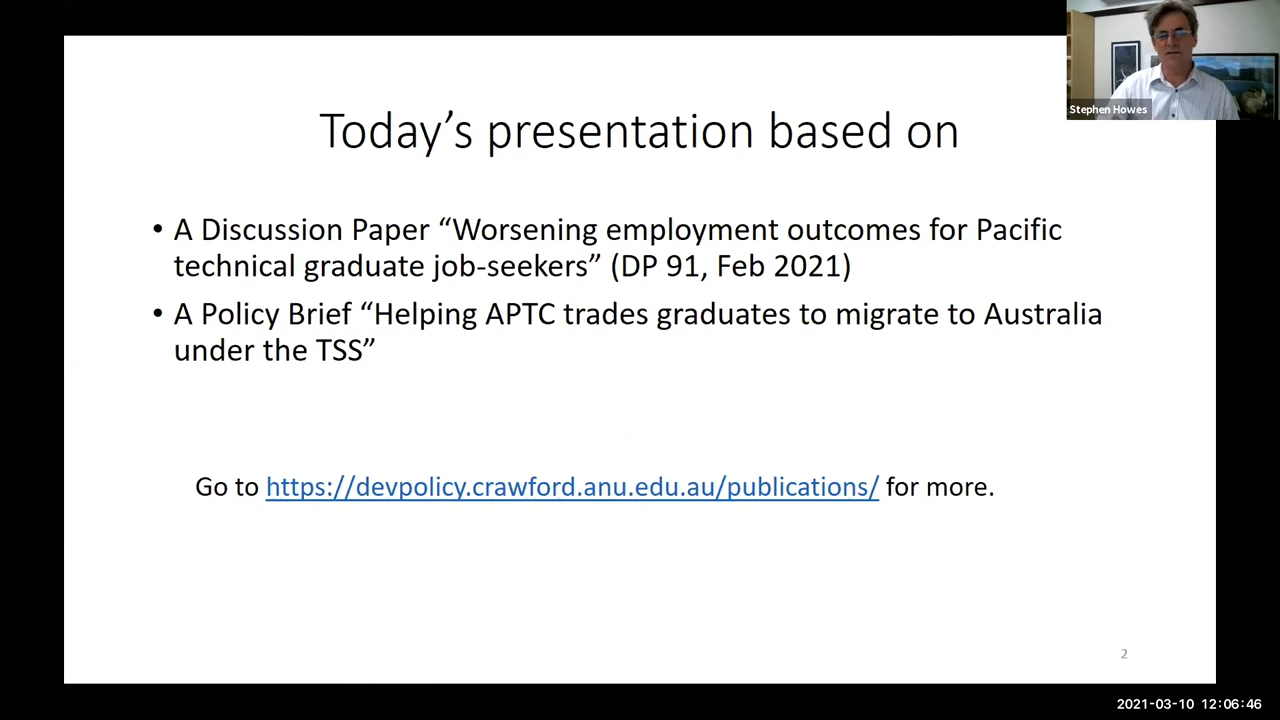 Stephen Howes
Today’s presentation based on
• A Discussion Paper “Worsening employment outcomes for Pacific
technical graduate job-seekers” (DP 91, Feb 2021)
• A Policy Brief “Helping APTC trades graduates to migrate to Australia
under the TSS”
Go to https://devpolicy.crawford.anu.edu.au/publications/ for more.
2
2021-03-10 12:06:46